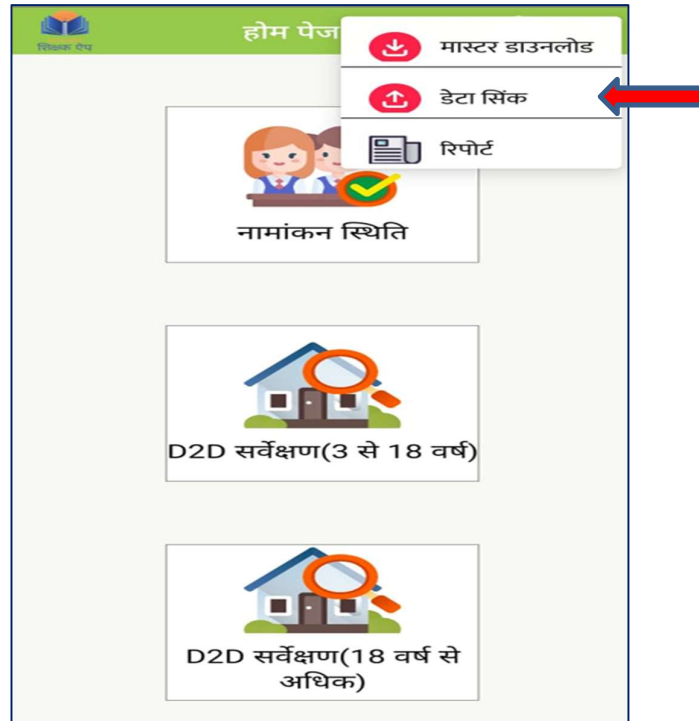 शिक्षक ऐप
होम पेज
मास्टर डाउनलोड
डेटा सिंक
रिपोर्ट
नामांकन स्थिति
D2D सर्वेक्षण(3 से 18 वर्ष)
D2D सर्वेक्षण(18 वर्ष से
अधिक)